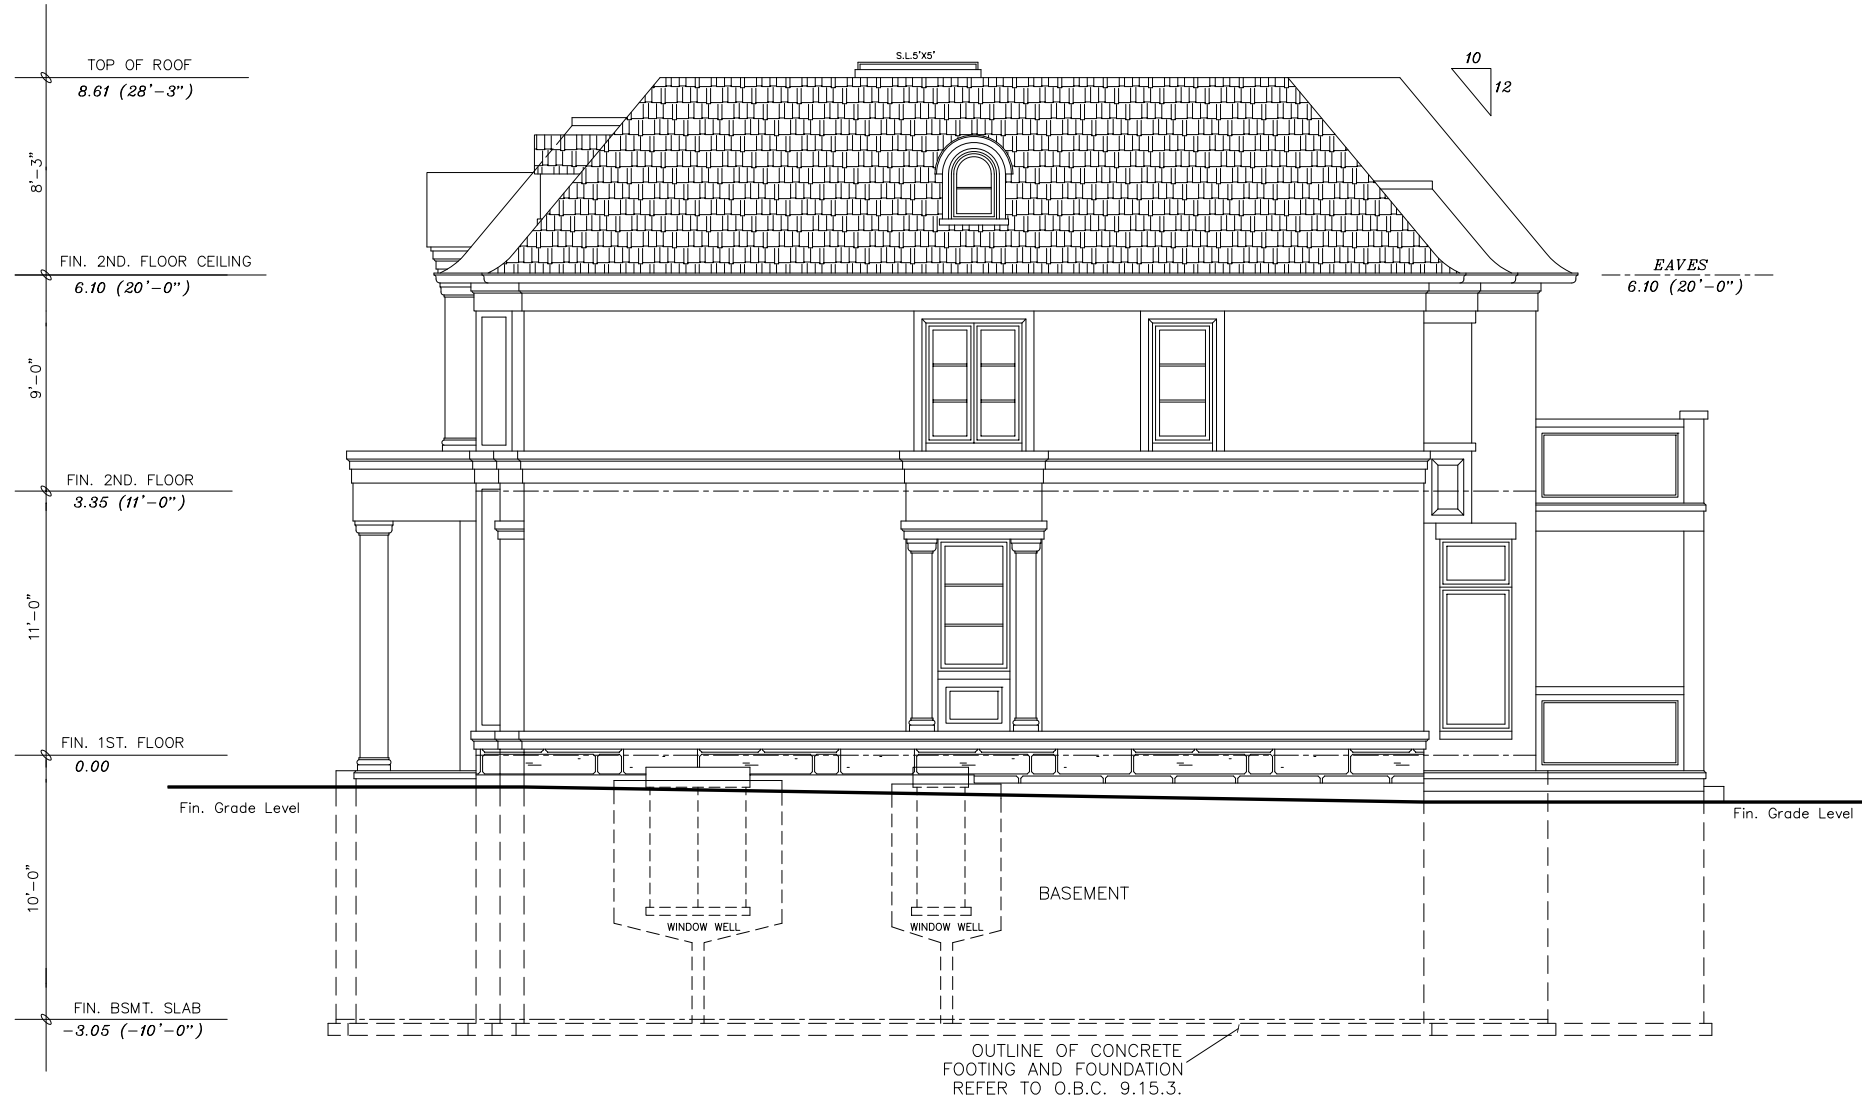 S.L.5'X5'
10
12
TOP OF ROOF
8.61 (28'-3")
8'-3"
FIN. 2ND. FLOOR CEILING
6.10 (20'-0")
EAVES
6.10 (20'-0")
9'-0"
FIN. 2ND. FLOOR
3.35 (11'-0")
11'-0"
FIN. 1ST. FLOOR
0.00
Fin. Grade Level
Fin. Grade Level
10'-0"
BASEMENT
WINDOW WELL
WINDOW WELL
FIN. BSMT. SLAB
-3.05 (-10'-0")
OUTLINE OF CONCRETE
FOOTING AND FOUNDATION
REFER TO O.B.C. 9.15.3.